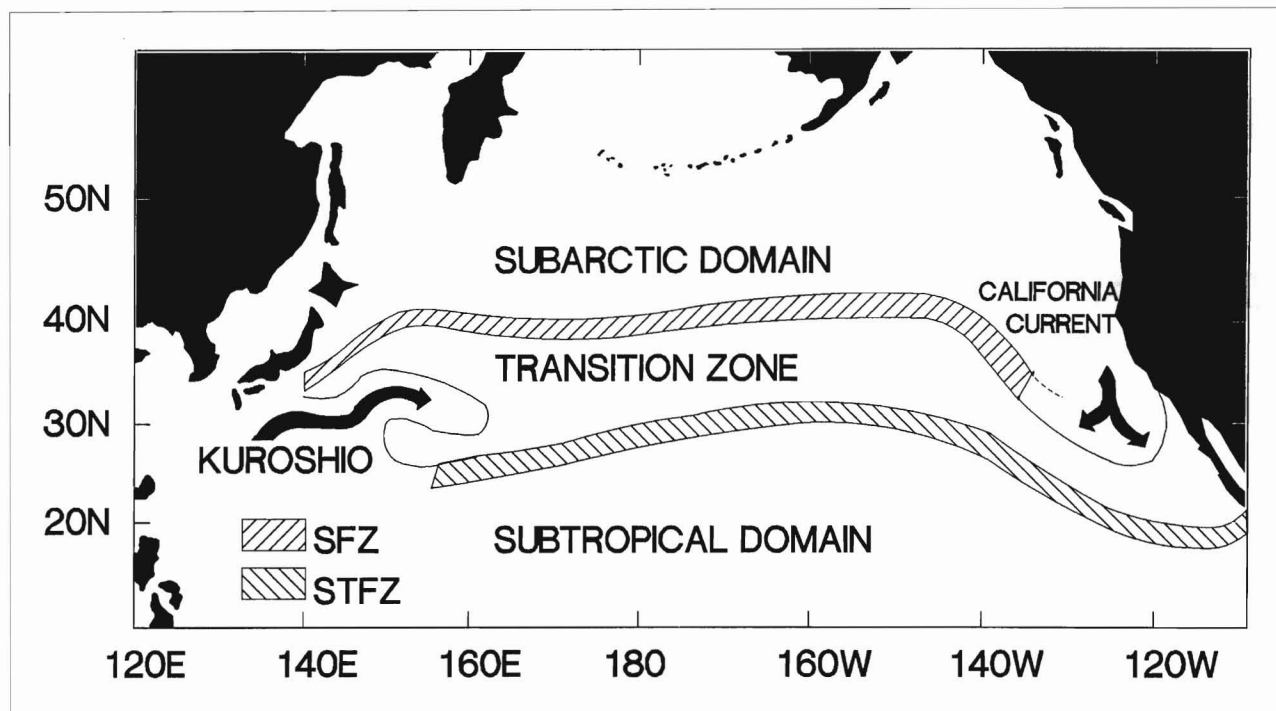 50N
40N
30N
20N
SUBARCTIC DOMAIN
CALIFORNIA
CURRENT
TRANSITION ZONE
KUROSHIO
SUBTROPICAL DOMAIN
SFZ
STFZ
120E 140E 160E 180 160W 140W 120W